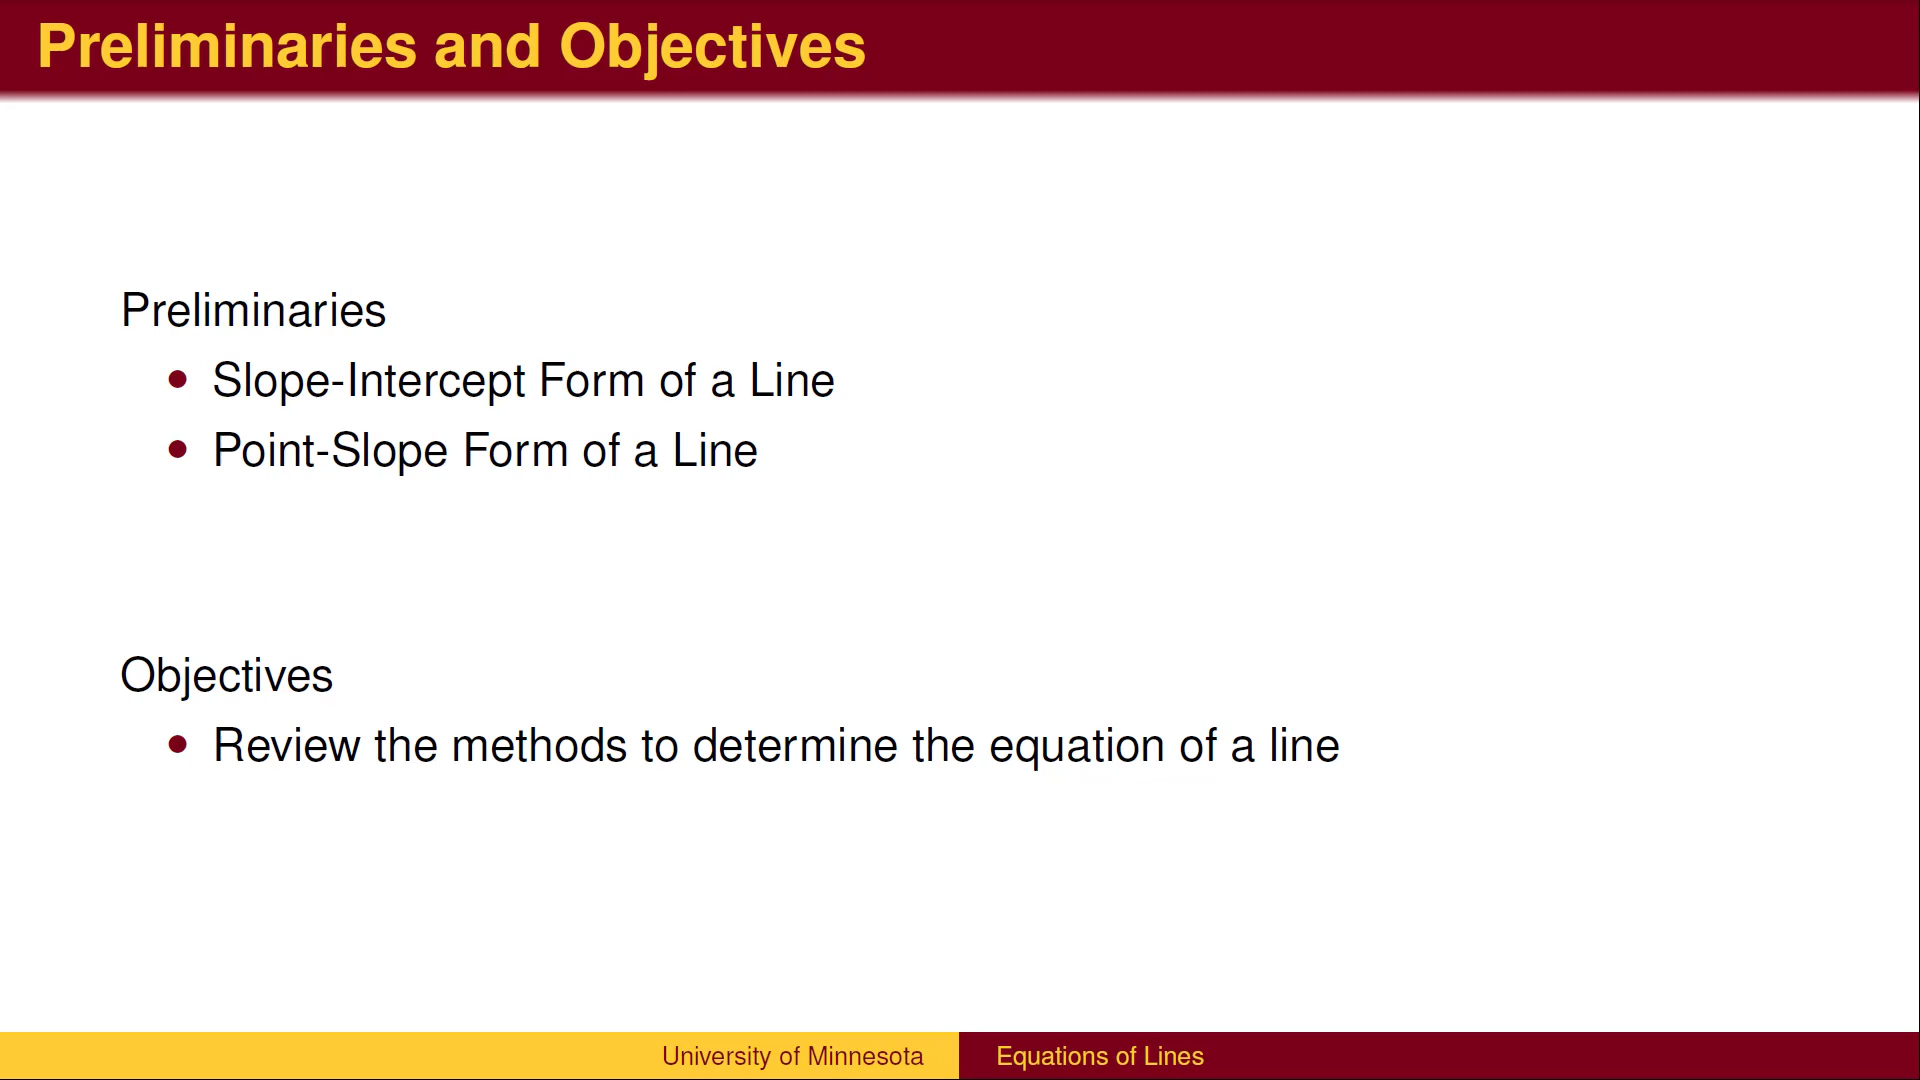 Preliminaries and Objectives
Preliminaries
• Slope-Intercept Form of a Line
• Point-Slope Form of a Line
Objectives
• Review the methods to determine the equation of a line
University of Minnesota
Equations of Lines